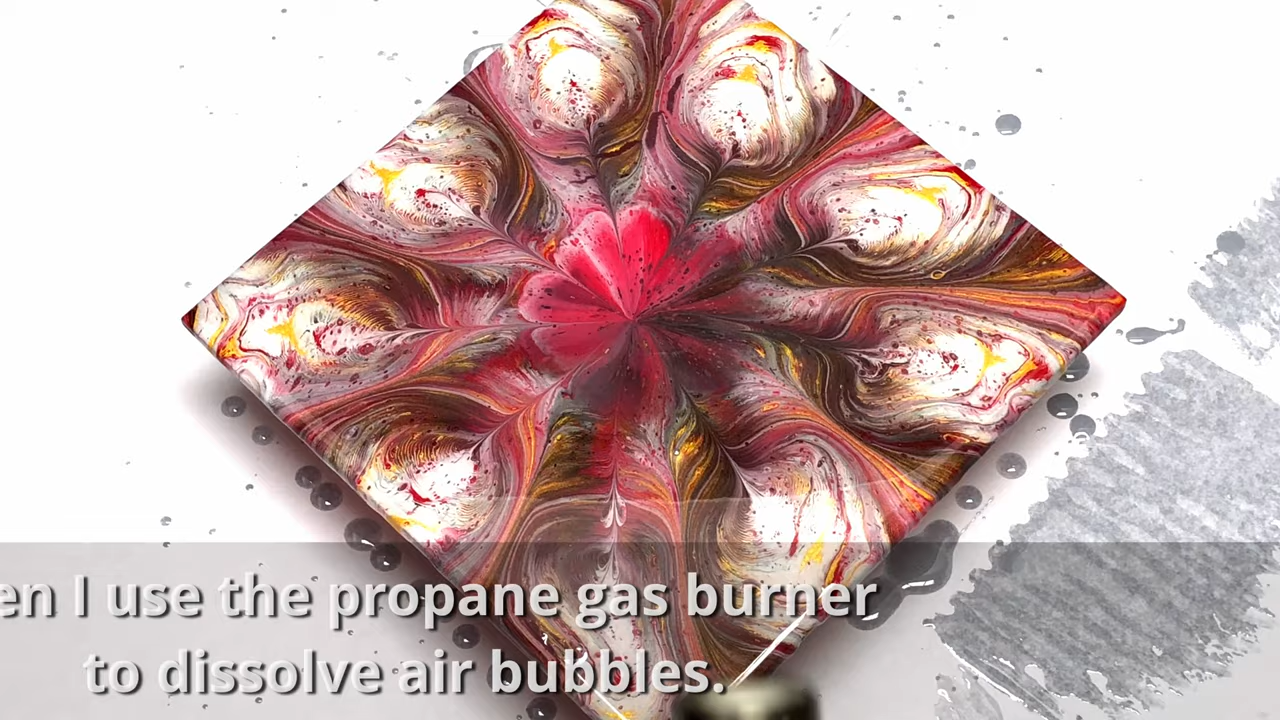 en I use the propane gas burner
to dissolve air bubbles.